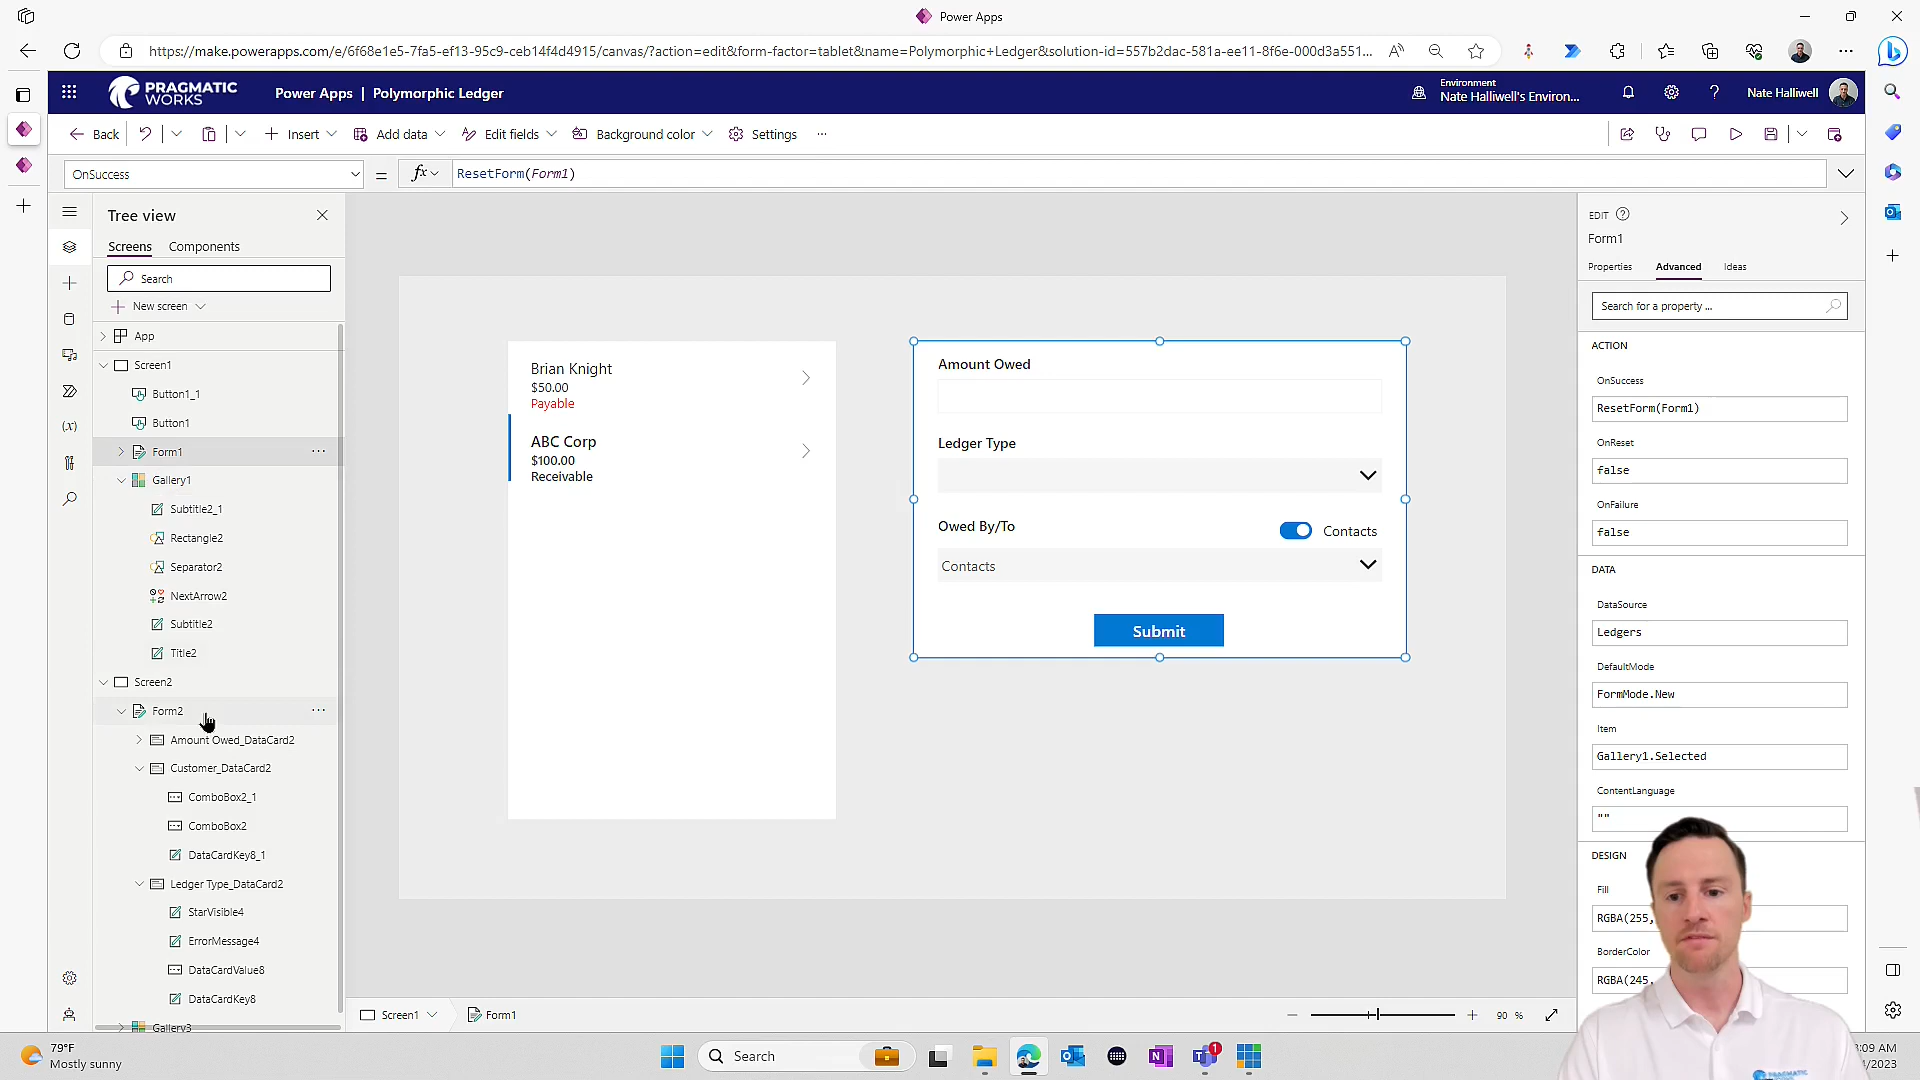 Power Apps
https://make.powerapps.com/e/6f68e1e5-7fa5-ef13-95c9-ceb14f4d4915/canvas/?action=edit&form-factor=tablet&name=Polymorphic+Ledger&solution-id=557b2dac-581a-ee11-8f6e-000d3a551...
PRAGMATIC WORKS
Power Apps | Polymorphic Ledger
Environment
Nate Halliwell's Environ...
Nate Halliwell
Back
Insert
Add data
Edit fields
Background color
Settings
OnSuccess
=
fx
ResetForm(Form1)
Tree view
Screens
Components
Search
New screen
App
Screen1
Button1_1
Button1
Form1
Gallery1
Subtitle2_1
Rectangle2
Separator2
NextArrow2
Subtitle2
Title2
Screen2
Form2
Amount Owed_DataCard2
Customer_DataCard2
ComboBox2_1
ComboBox2
DataCardKey8_1
Ledger Type_DataCard2
StarVisible4
ErrorMessage4
DataCardValue8
DataCardKey8
Gallery3
Brian Knight
$50.00
Payable
ABC Corp
$100.00
Receivable
Amount Owed
Ledger Type
Owed By/To
Contacts
Contacts
Submit
EDIT
Form1
Properties
Advanced
Ideas
Search for a property ...
ACTION
OnSuccess
ResetForm(Form1)
OnReset
false
OnFailure
false
DATA
DataSource
Ledgers
DefaultMode
FormMode.New
Item
Gallery1.Selected
ContentLanguage
""
DESIGN
Fill
RGBA(255,
BorderColor
RGBA(245,
Screen1
Form1
90 %
79°F
Mostly sunny
Search
1
:09 AM
/2023
PRAGMATIC